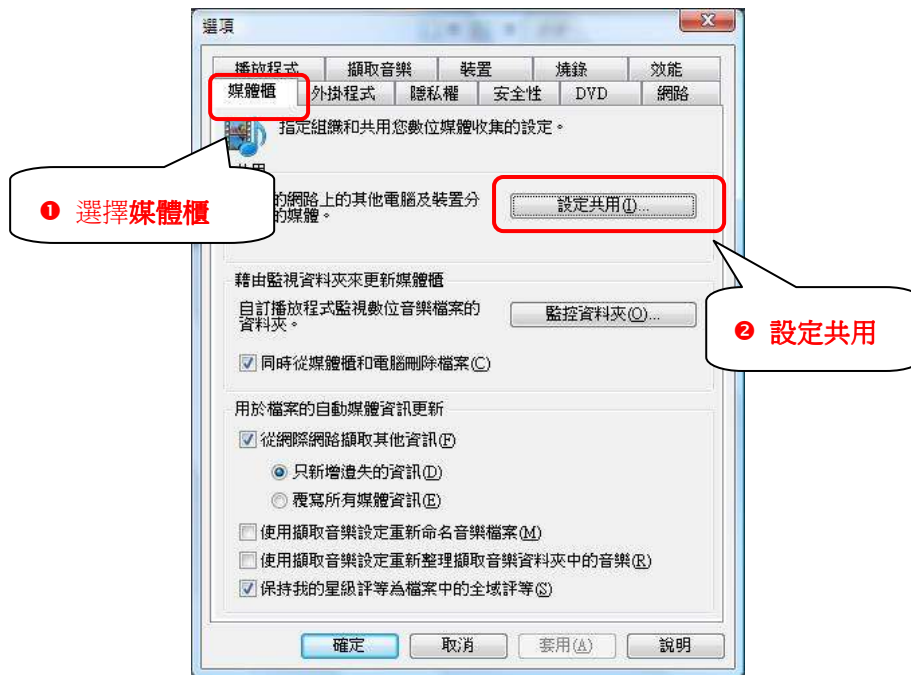 選項
播放程式 擷取音樂 裝置 燒錄 效能
媒體櫃 外掛程式 隱私權 安全性 DVD 網路
指定組織和共用您數位媒體收集的設定。
的網路上的其他電腦及裝置分
的媒體。
設定共用(I)...
❶ 選擇媒體櫃
藉由監視資料夾來更新媒體櫃
自訂播放程式監視數位音樂檔案的
資料夾。
監控資料夾(O)...
❷ 設定共用
同時從媒體櫃和電腦刪除檔案(C)
用於檔案的自動媒體資訊更新
從網際網路擷取其他資訊(F)
只新增遺失的資訊(D)
覆寫所有媒體資訊(E)
使用擷取音樂設定重新命名音樂檔案(M)
使用擷取音樂設定重新整理擷取音樂資料夾中的音樂(R)
保持我的星級評等為檔案中的全域評等(S)
確定 取消 套用(A) 說明